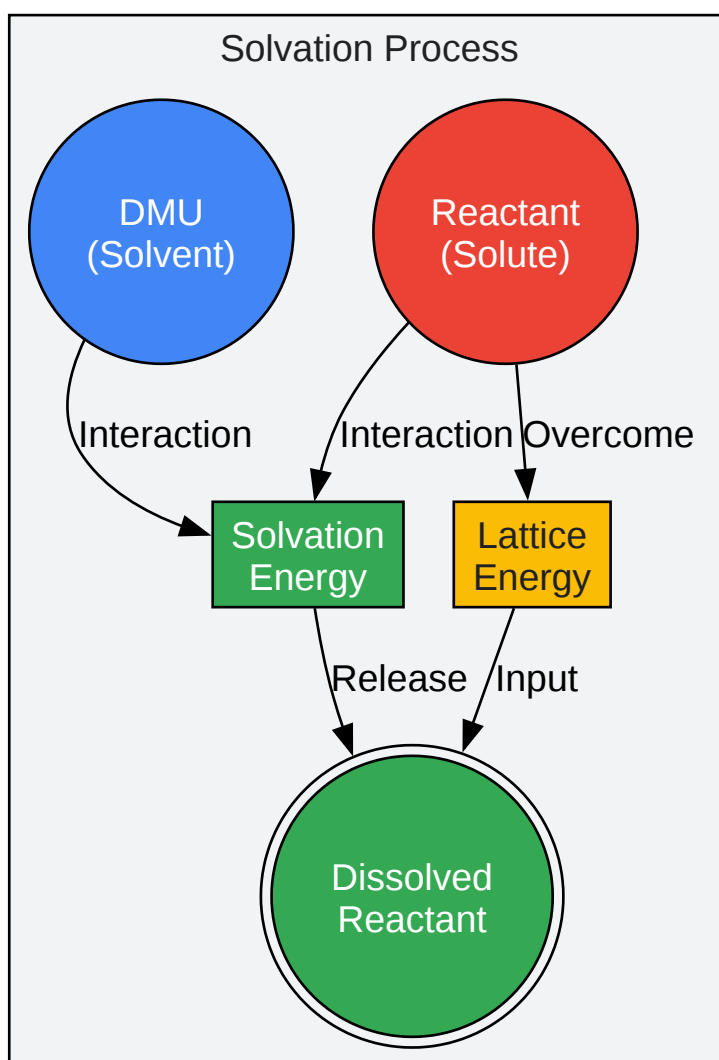 Solvation Process
DMU
(Solvent)
Reactant
(Solute)
Interaction
Interaction
Overcome
Solvation
Energy
Lattice
Energy
Release
Input
Dissolved
Reactant